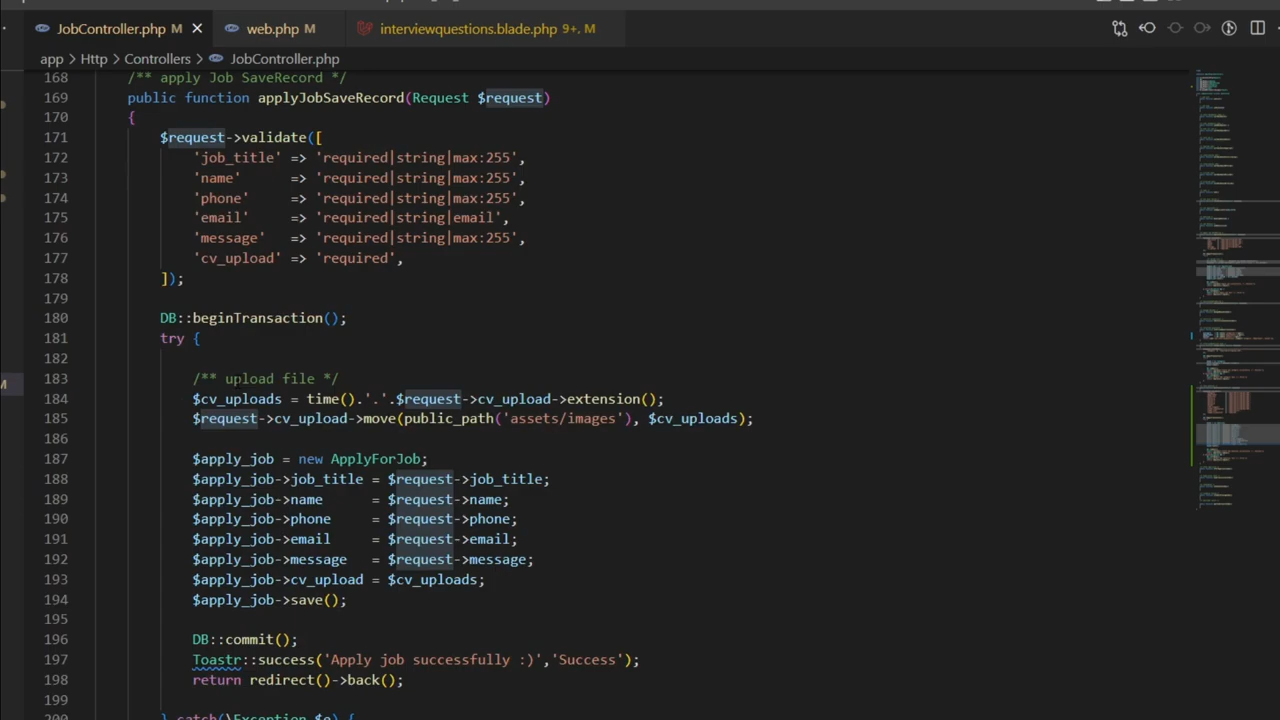 JobController.php M
web.php M
interviewquestions.blade.php 9+, M
app > Http > Controllers > JobController.php
168 /** apply Job SaveRecord */
169 public function applyJobSaveRecord(Request $request)
170 {
171 $request->validate([
172 'job_title' => 'required|string|max:255',
173 'name' => 'required|string|max:255',
174 'phone' => 'required|string|max:255',
175 'email' => 'required|string|email',
176 'message' => 'required|string|max:255',
177 'cv_upload' => 'required',
178 ]);
179
180 DB::beginTransaction();
181 try {
182
183 /** upload file */
184 $cv_uploads = time().'.'.$request->cv_upload->extension();
185 $request->cv_upload->move(public_path('assets/images'), $cv_uploads);
186
187 $apply_job = new ApplyForJob;
188 $apply_job->job_title = $request->job_title;
189 $apply_job->name = $request->name;
190 $apply_job->phone = $request->phone;
191 $apply_job->email = $request->email;
192 $apply_job->message = $request->message;
193 $apply_job->cv_upload = $cv_uploads;
194 $apply_job->save();
195
196 DB::commit();
197 Toastr::success('Apply job successfully :)','Success');
198 return redirect()->back();
199
200 } catch(\Exception $e) {
M